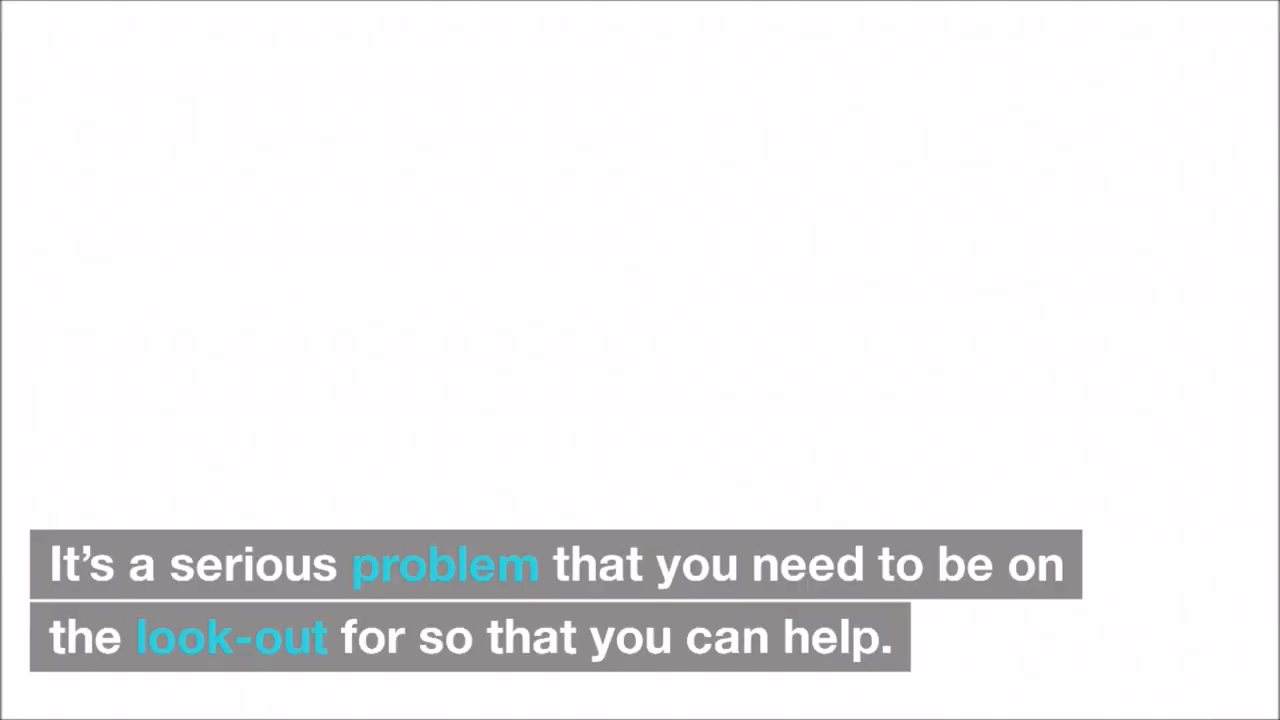 It’s a serious problem that you need to be on
the look-out for so that you can help.